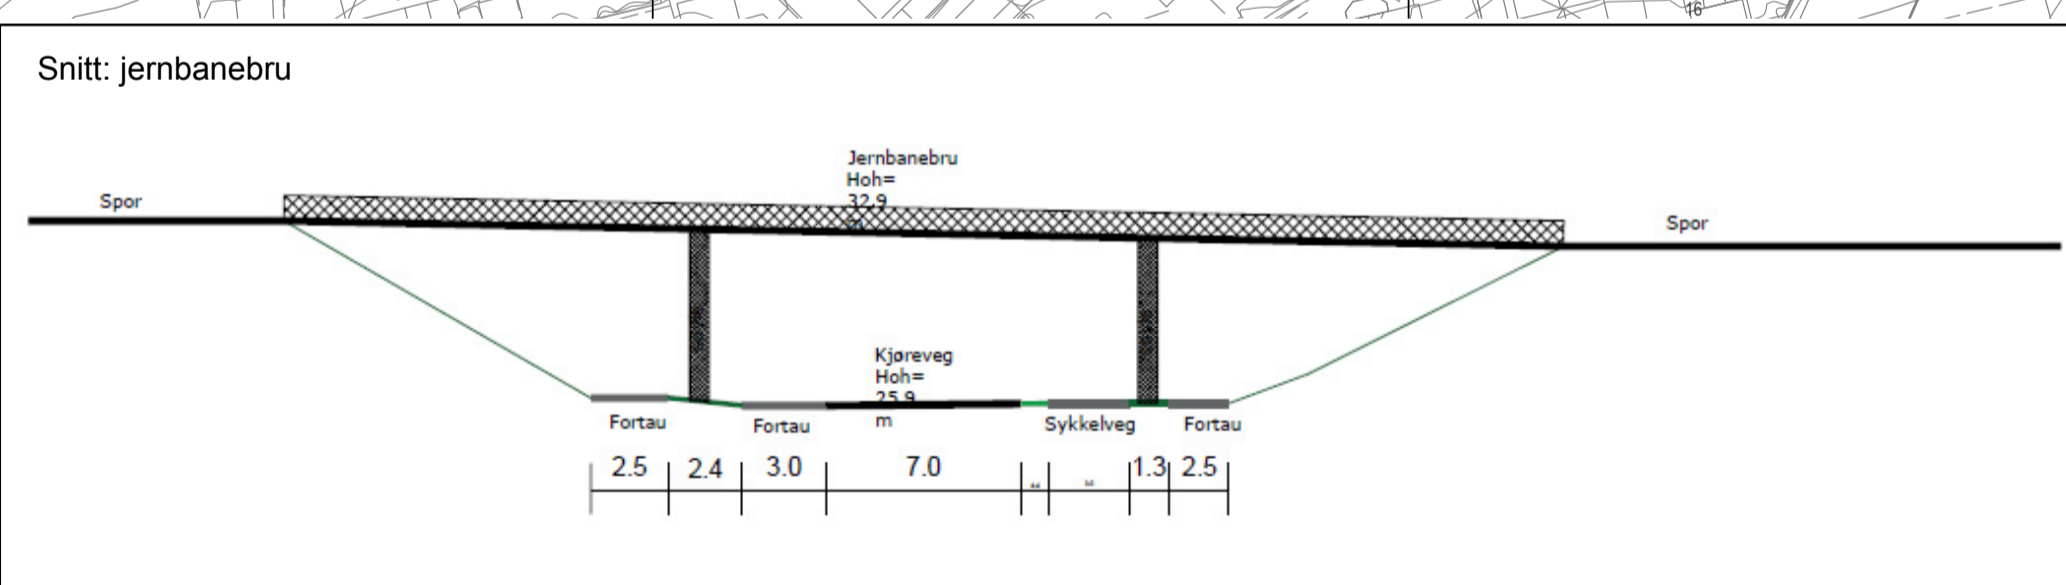 16
Snitt: jernbanebru
Jernbanebru
Hoh=
32.9
m
Spor
Spor
Kjøreveg
Hoh=
25.9
m
Fortau
Fortau
Sykkelveg
Fortau
2.5
2.4
3.0
7.0
1.3
2.5